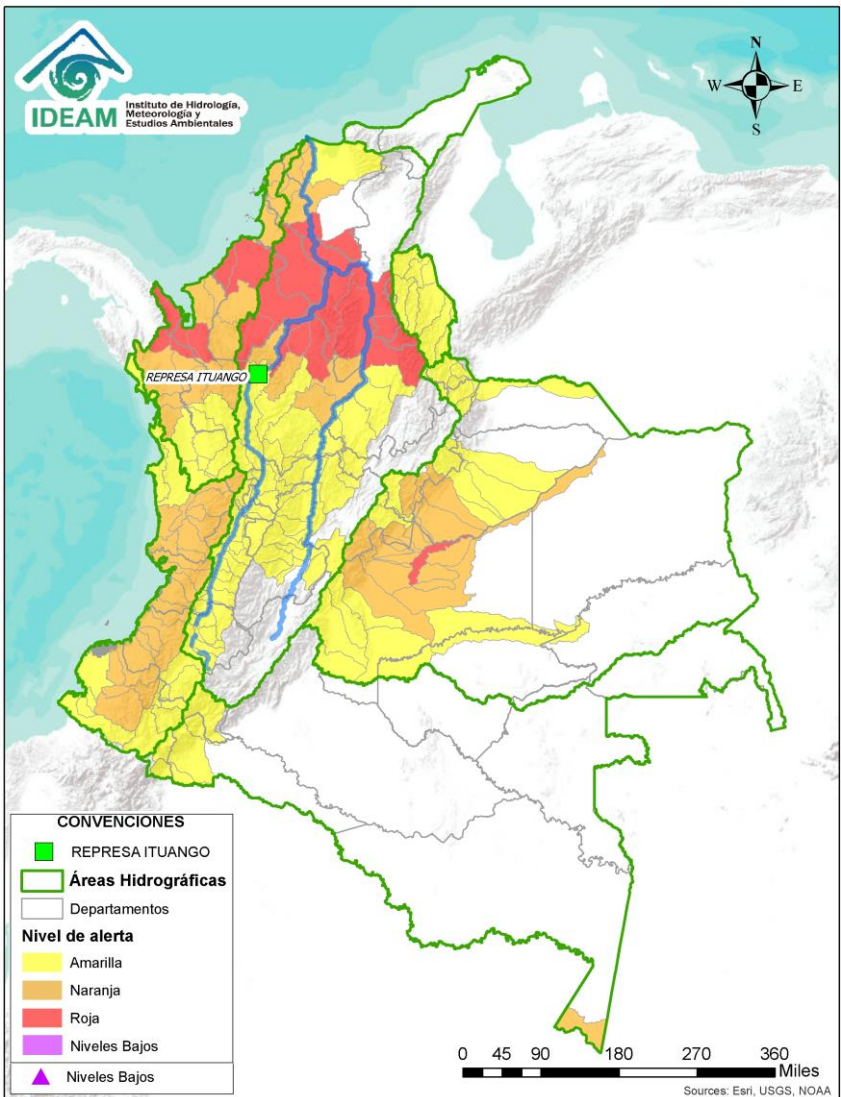 IDEAM
Instituto de Hidrología,
Meteorología y
Estudios Ambientales
N
W
E
S
REPRESA ITUANGO
CONVENCIONES
REPRESA ITUANGO
Áreas Hidrográficas
Departamentos
Nivel de alerta
Amarilla
Naranja
Roja
Niveles Bajos
Niveles Bajos
0 45 90 180 270 360
Miles
Sources: Esri, USGS, NOAA